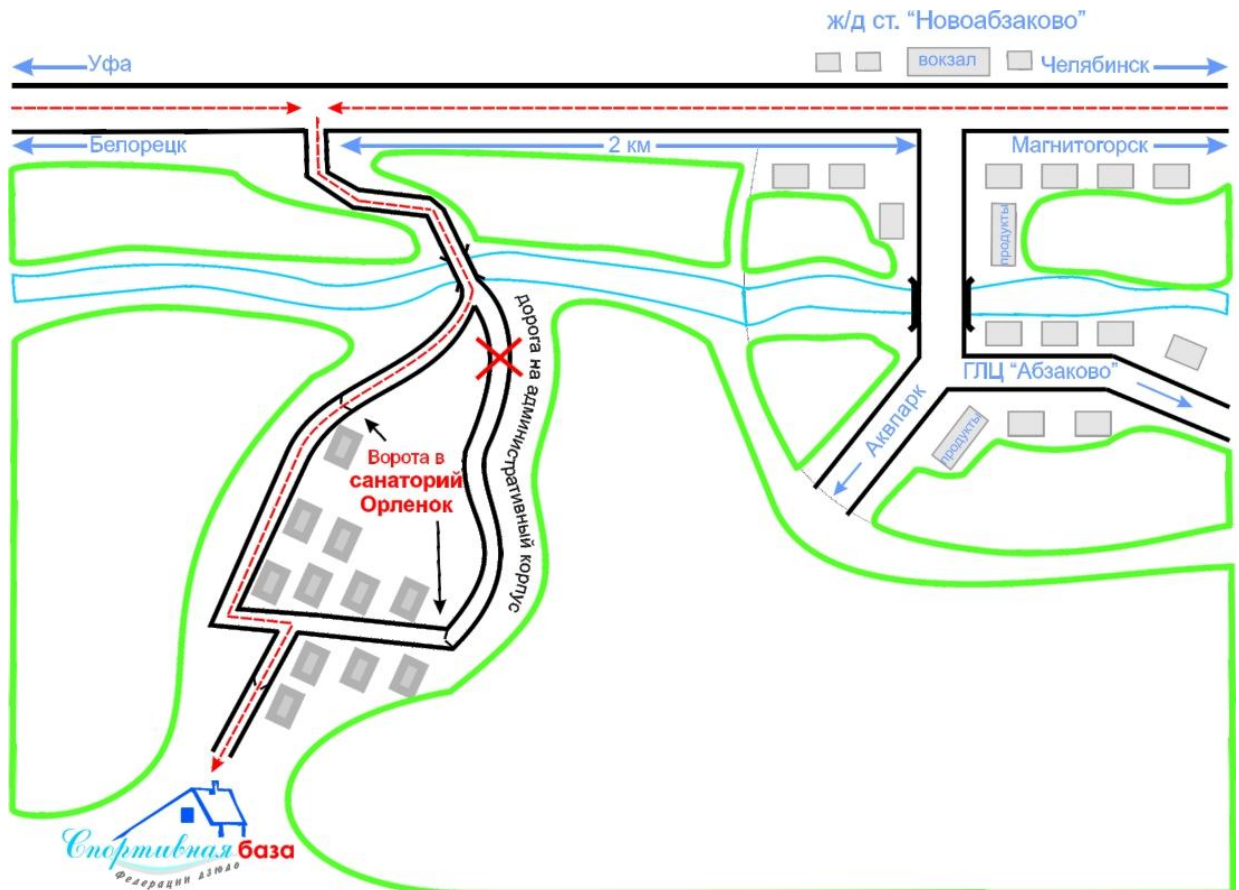 ж/д ст. "Новоабзаково"
Уфа
вокзал
Челябинск
Белорецк
2 км
Магнитогорск
продукты
дорога на административный корпус
ГЛЦ "Абзаково"
Аквпарк
продукты
Ворота в
санаторий
Орленок
Спортивная база
Федерации дзюдо